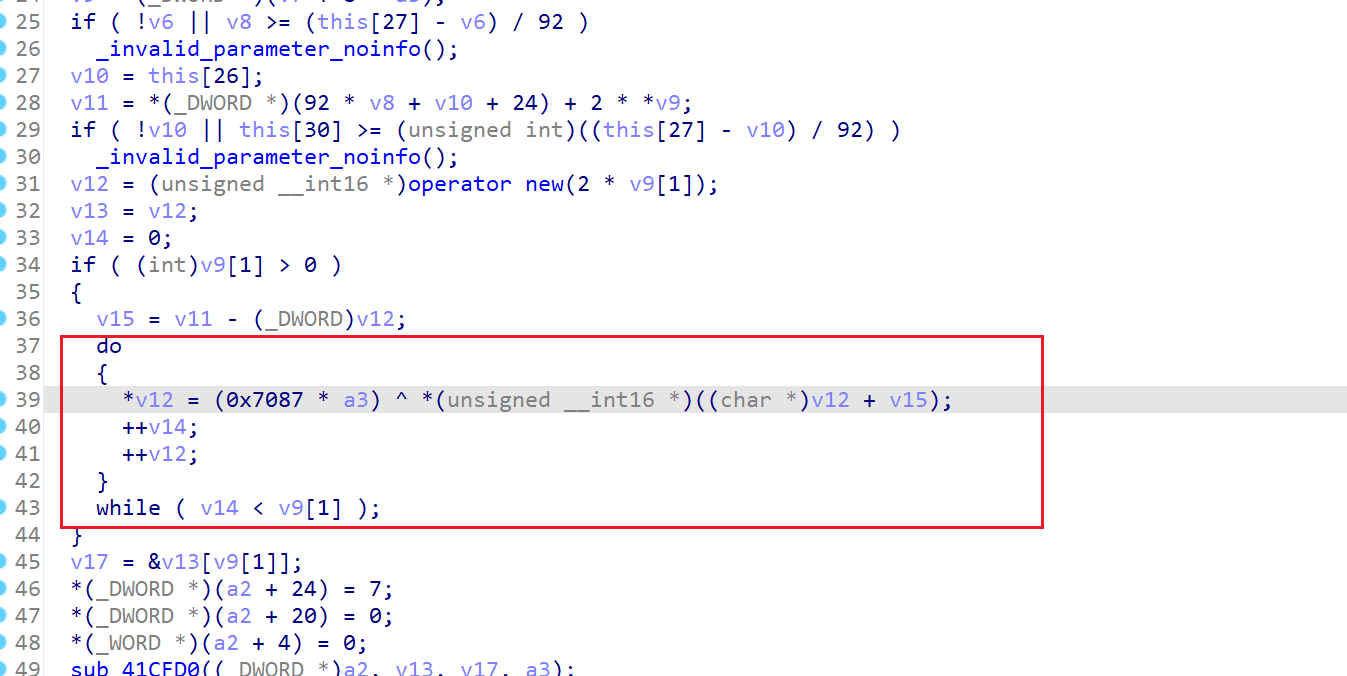 25 if ( !v6 || v8 >= (this[27] - v6) / 92 )
26 _invalid_parameter_noinfo();
27 v10 = this[26];
28 v11 = *(_DWORD *)(92 * v8 + v10 + 24) + 2 * *v9;
29 if ( !v10 || this[30] >= (unsigned int)((this[27] - v10) / 92) )
30 _invalid_parameter_noinfo();
31 v12 = (unsigned __int16 *)operator new(2 * v9[1]);
32 v13 = v12;
33 v14 = 0;
34 if ( (int)v9[1] > 0 )
35 {
36 v15 = v11 - (_DWORD)v12;
37 do
38 {
39 *v12 = (0x7087 * a3) ^ *(unsigned __int16 *)((char *)v12 + v15);
40 ++v14;
41 ++v12;
42 }
43 while ( v14 < v9[1] );
44 }
45 v17 = &v13[v9[1]];
46 *(_DWORD *)(a2 + 24) = 7;
47 *(_DWORD *)(a2 + 20) = 0;
48 *(_WORD *)(a2 + 4) = 0;
49 sub_41CFD0((_DWORD *)a2, v13, v17, a3);